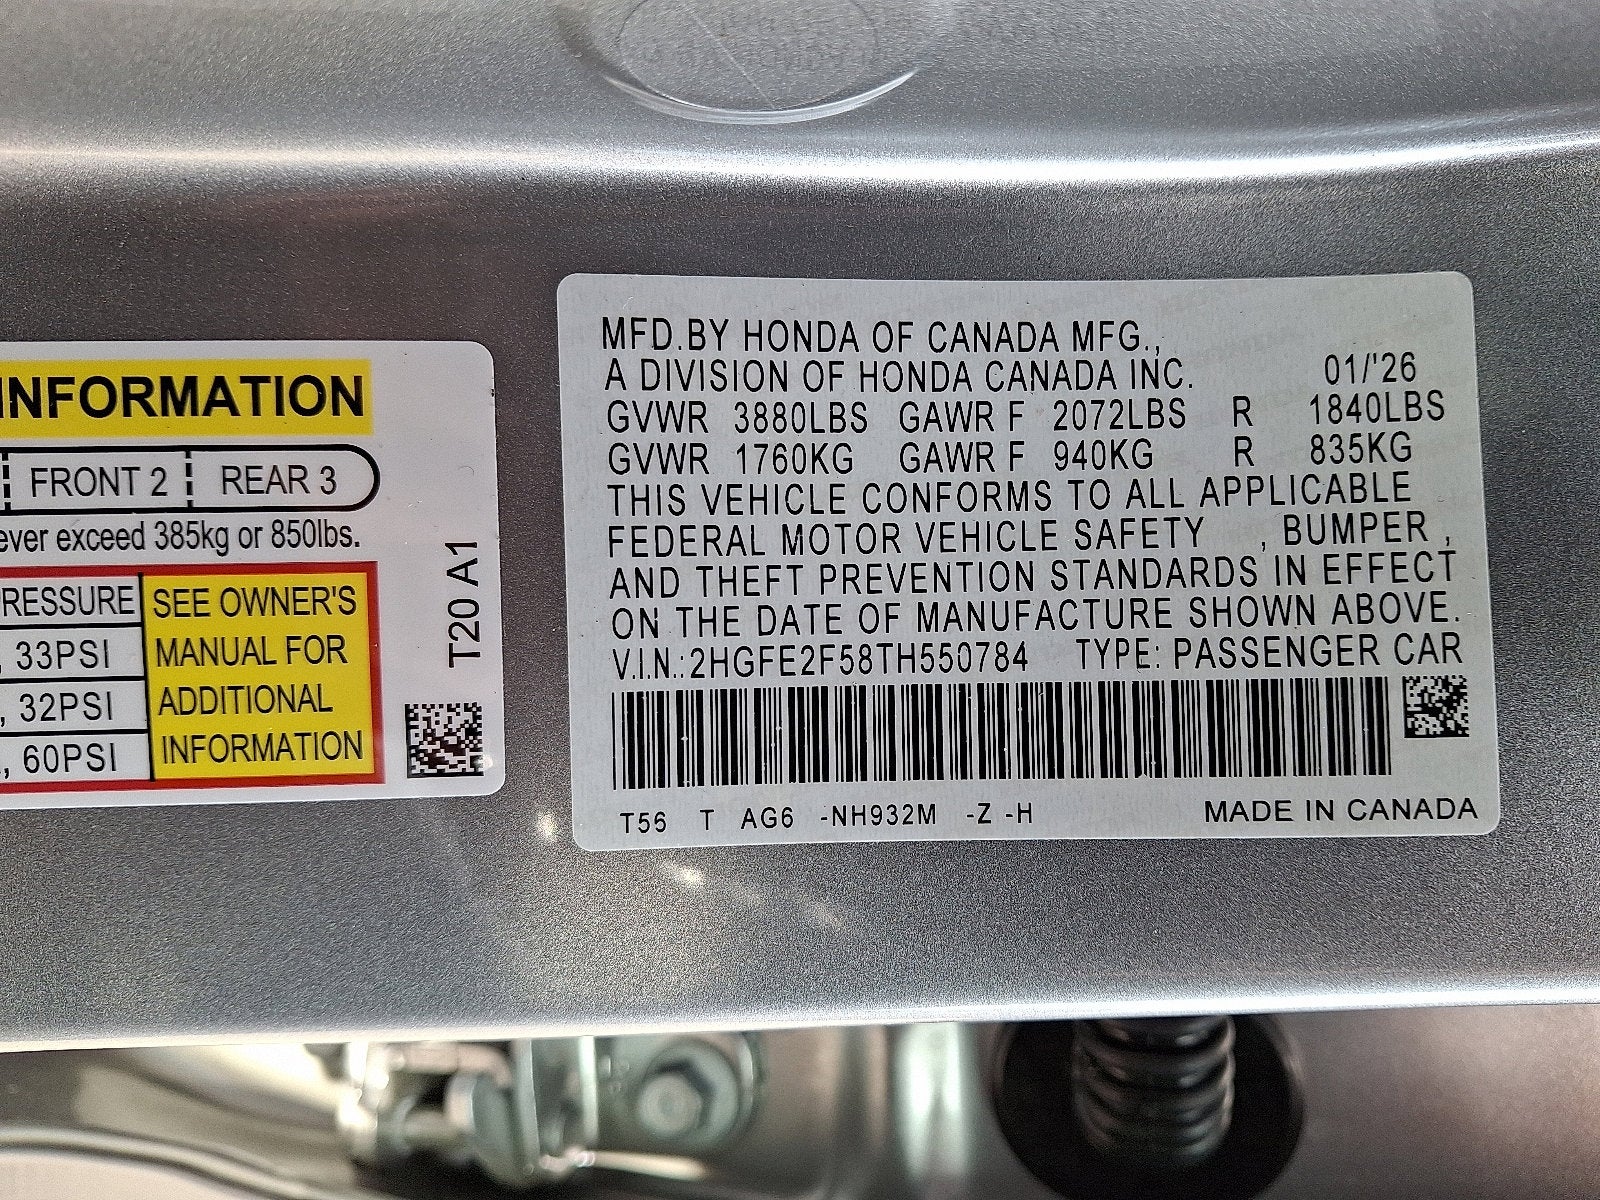 INFORMATION
FRONT 2 REAR 3
ever exceed 385kg or 850lbs.
RESSURE
, 33PSI
, 32PSI
, 60PSI
SEE OWNER'S
MANUAL FOR
ADDITIONAL
INFORMATION
T20 A1
MFD.BY HONDA OF CANADA MFG.,
A DIVISION OF HONDA CANADA INC. 01/'26
GVWR 3880LBS GAWR F 2072LBS R 1840LBS
GVWR 1760KG GAWR F 940KG R 835KG
THIS VEHICLE CONFORMS TO ALL APPLICABLE
FEDERAL MOTOR VEHICLE SAFETY , BUMPER ,
AND THEFT PREVENTION STANDARDS IN EFFECT
ON THE DATE OF MANUFACTURE SHOWN ABOVE.
V.I.N.:2HGFE2F58TH550784 TYPE: PASSENGER CAR
T56 T AG6 -NH932M -Z -H MADE IN CANADA